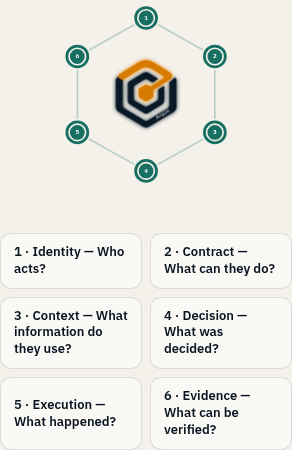 1
2
3
4
5
6
1 · Identity — Who
acts?
2 · Contract —
What can they do?
3 · Context — What
information do
they use?
4 · Decision —
What was
decided?
5 · Execution —
What happened?
6 · Evidence —
What can be
verified?